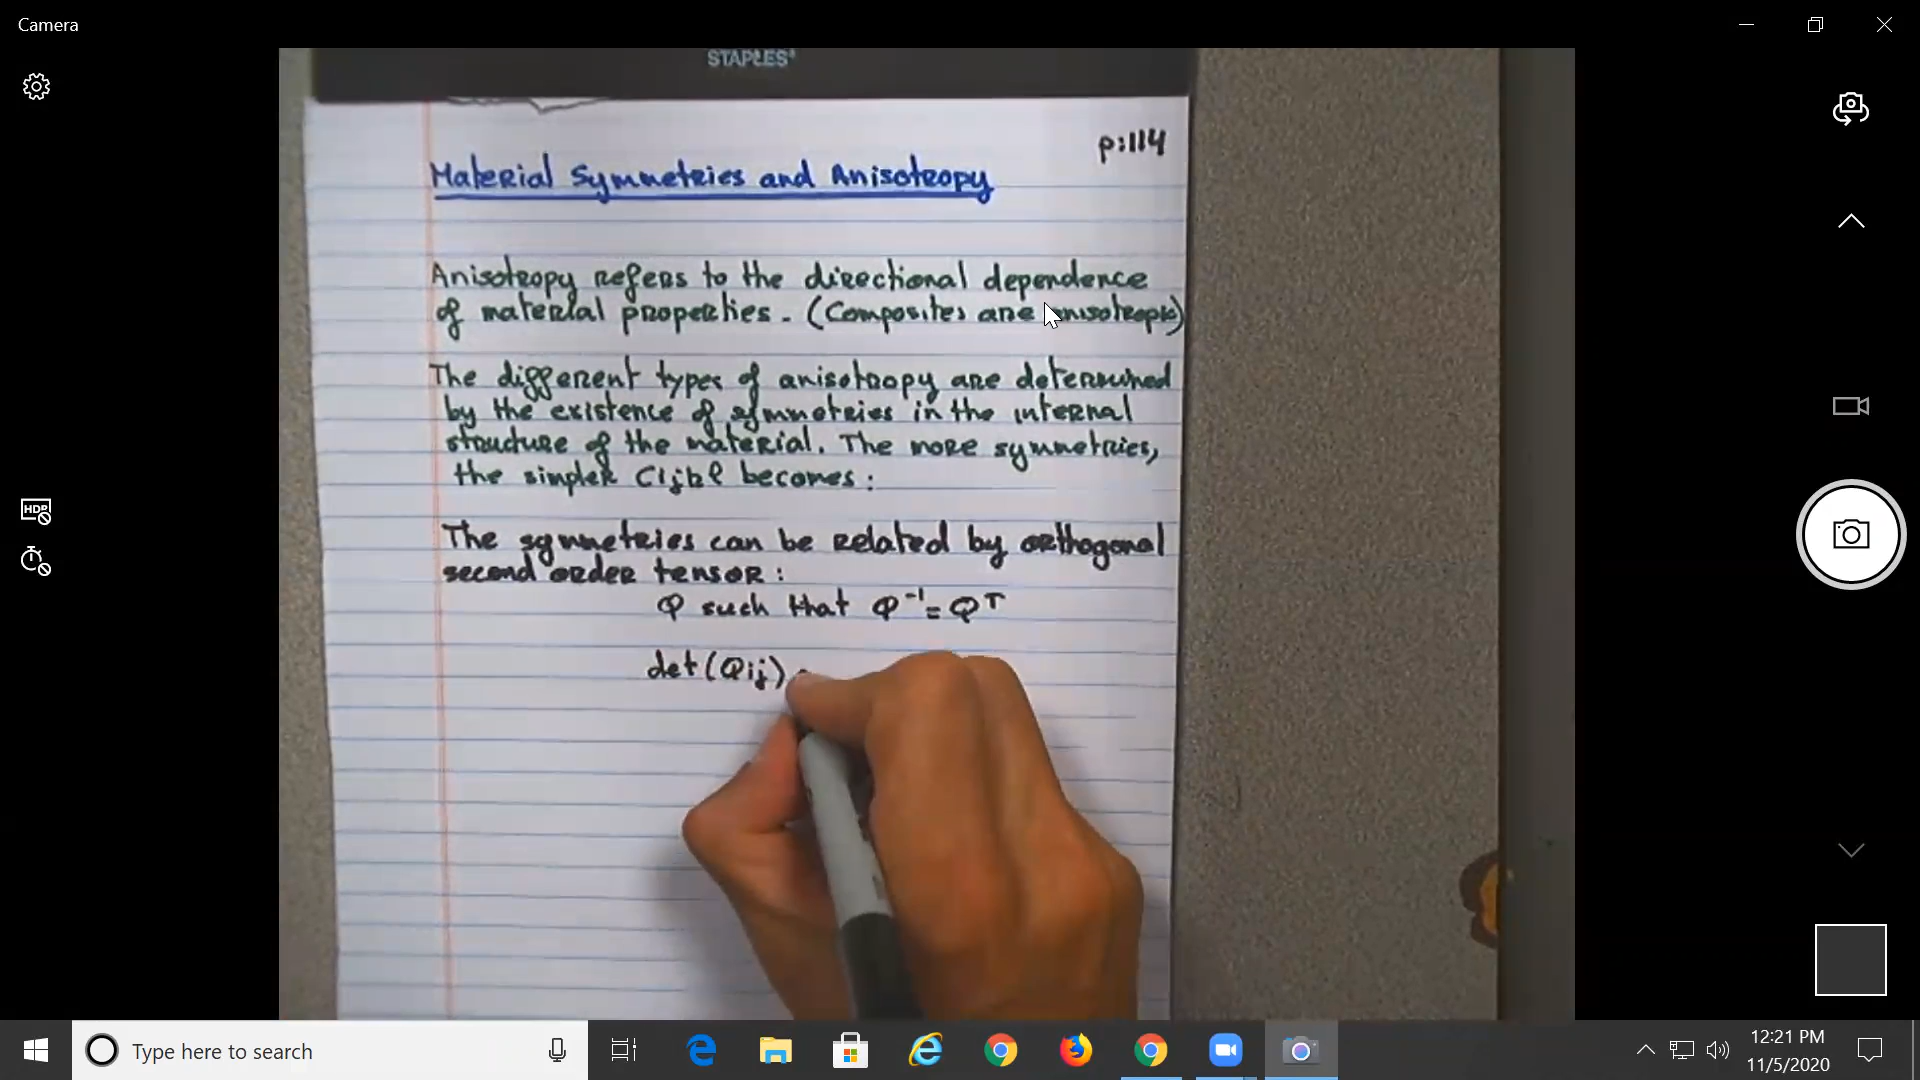 Camera
STAPLES
p:114
Material Symmetries and Anisotropy
Anisotropy refers to the directional dependence
of material properties. (Composites are anisotropic)
The different types of anisotropy are determined
by the existence of symmetries in the internal
structure of the material. The more symmetries,
the simpler Cijkl becomes:
The symmetries can be related by orthogonal
second order tensor:
Q such that Q⁻¹ = Qᵀ
det(Qij)
HDR
Type here to search
12:21 PM
11/5/2020